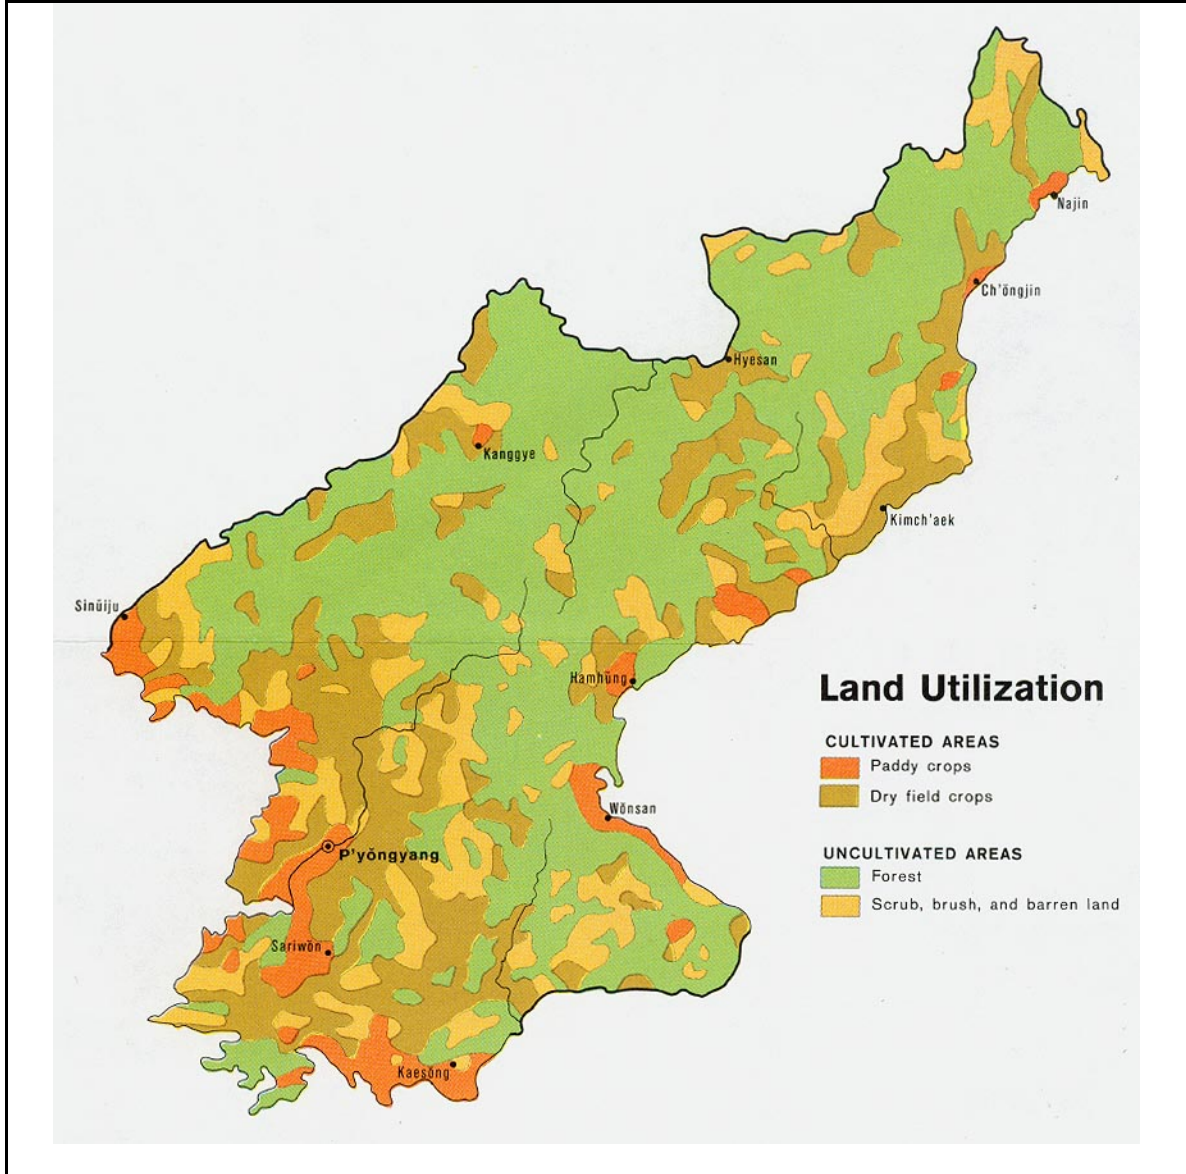 Najin
Ch'ŏngjin
Hyesan
Kanggye
Kimch'aek
Sinŭiju
Hamhŭng
Land Utilization
CULTIVATED AREAS
Paddy crops
Dry field crops
Wŏnsan
P'yŏngyang
UNCULTIVATED AREAS
Forest
Scrub, brush, and barren land
Sariwŏn
Kaesŏng